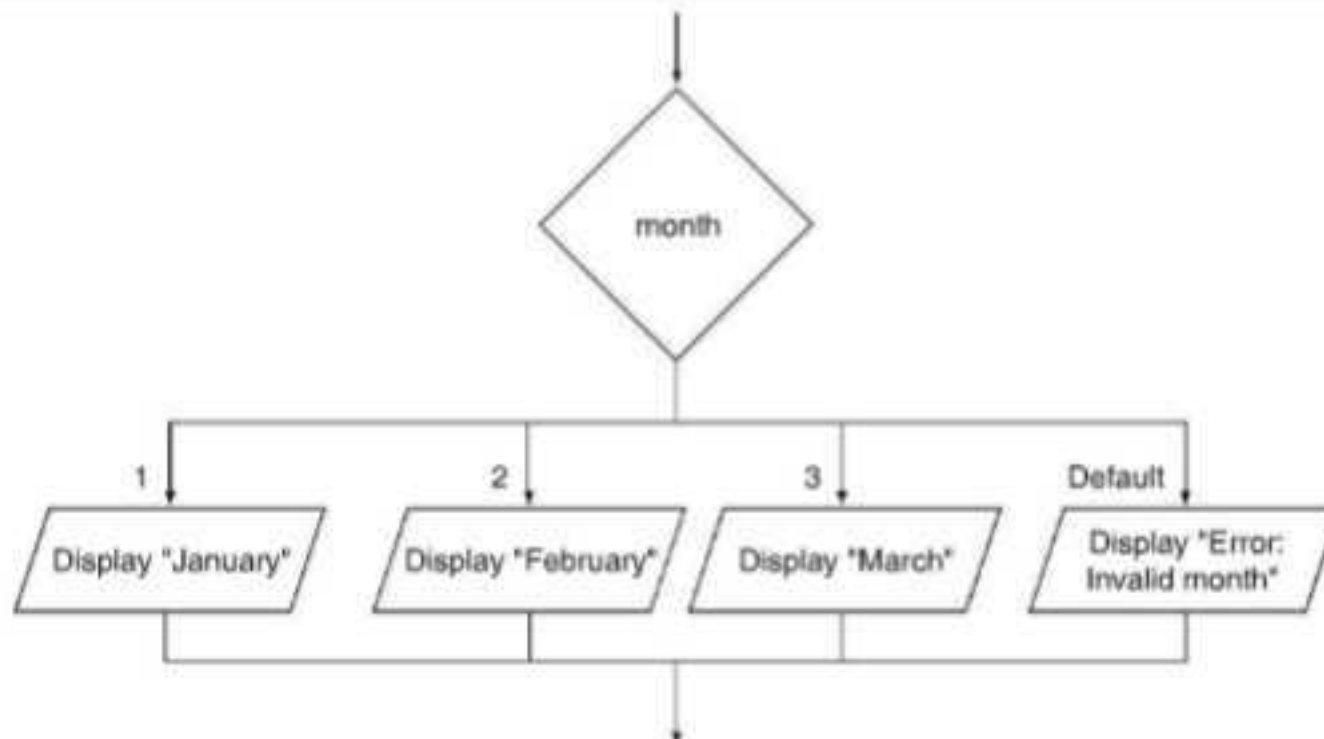 month
1
2
3
Default
Display "January"
Display "February"
Display "March"
Display "Error:
Invalid month"